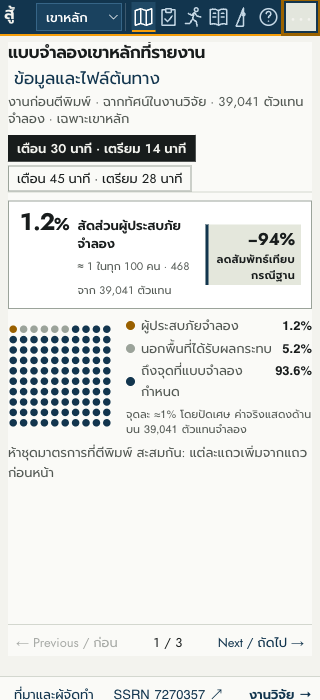 สู้
เขาหลัก
แบบจำลองเขาหลักที่รายงาน
ข้อมูลและไฟล์ต้นทาง
งานก่อนตีพิมพ์ · ฉากทัศน์ในงานวิจัย · 39,041 ตัวแทน
จำลอง · เฉพาะเขาหลัก
เตือน 30 นาที · เตรียม 14 นาที
เตือน 45 นาที · เตรียม 28 นาที
1.2% สัดส่วนผู้ประสบภัย
จำลอง
≈ 1 ในทุก 100 คน · 468
จาก 39,041 ตัวแทน
−94%
ลดสัมพัทธ์เทียบ
กรณีฐาน
ผู้ประสบภัยจำลอง 1.2%
นอกพื้นที่ได้รับผลกระทบ 5.2%
ถึงจุดที่แบบจำลอง 93.6%
กำหนด
จุดละ ≈1% โดยปัดเศษ ค่าจริงแสดงด้าน
บน 39,041 ตัวแทนจำลอง
ห้าชุดมาตรการที่ตีพิมพ์ สะสมกัน: แต่ละแถวเพิ่มจากแถว
ก่อนหน้า
← Previous / ก่อน 1 / 3 Next / ถัดไป →
ที่มาและผู้จัดทำ SSRN 7270357 ↗ งานวิจัย →